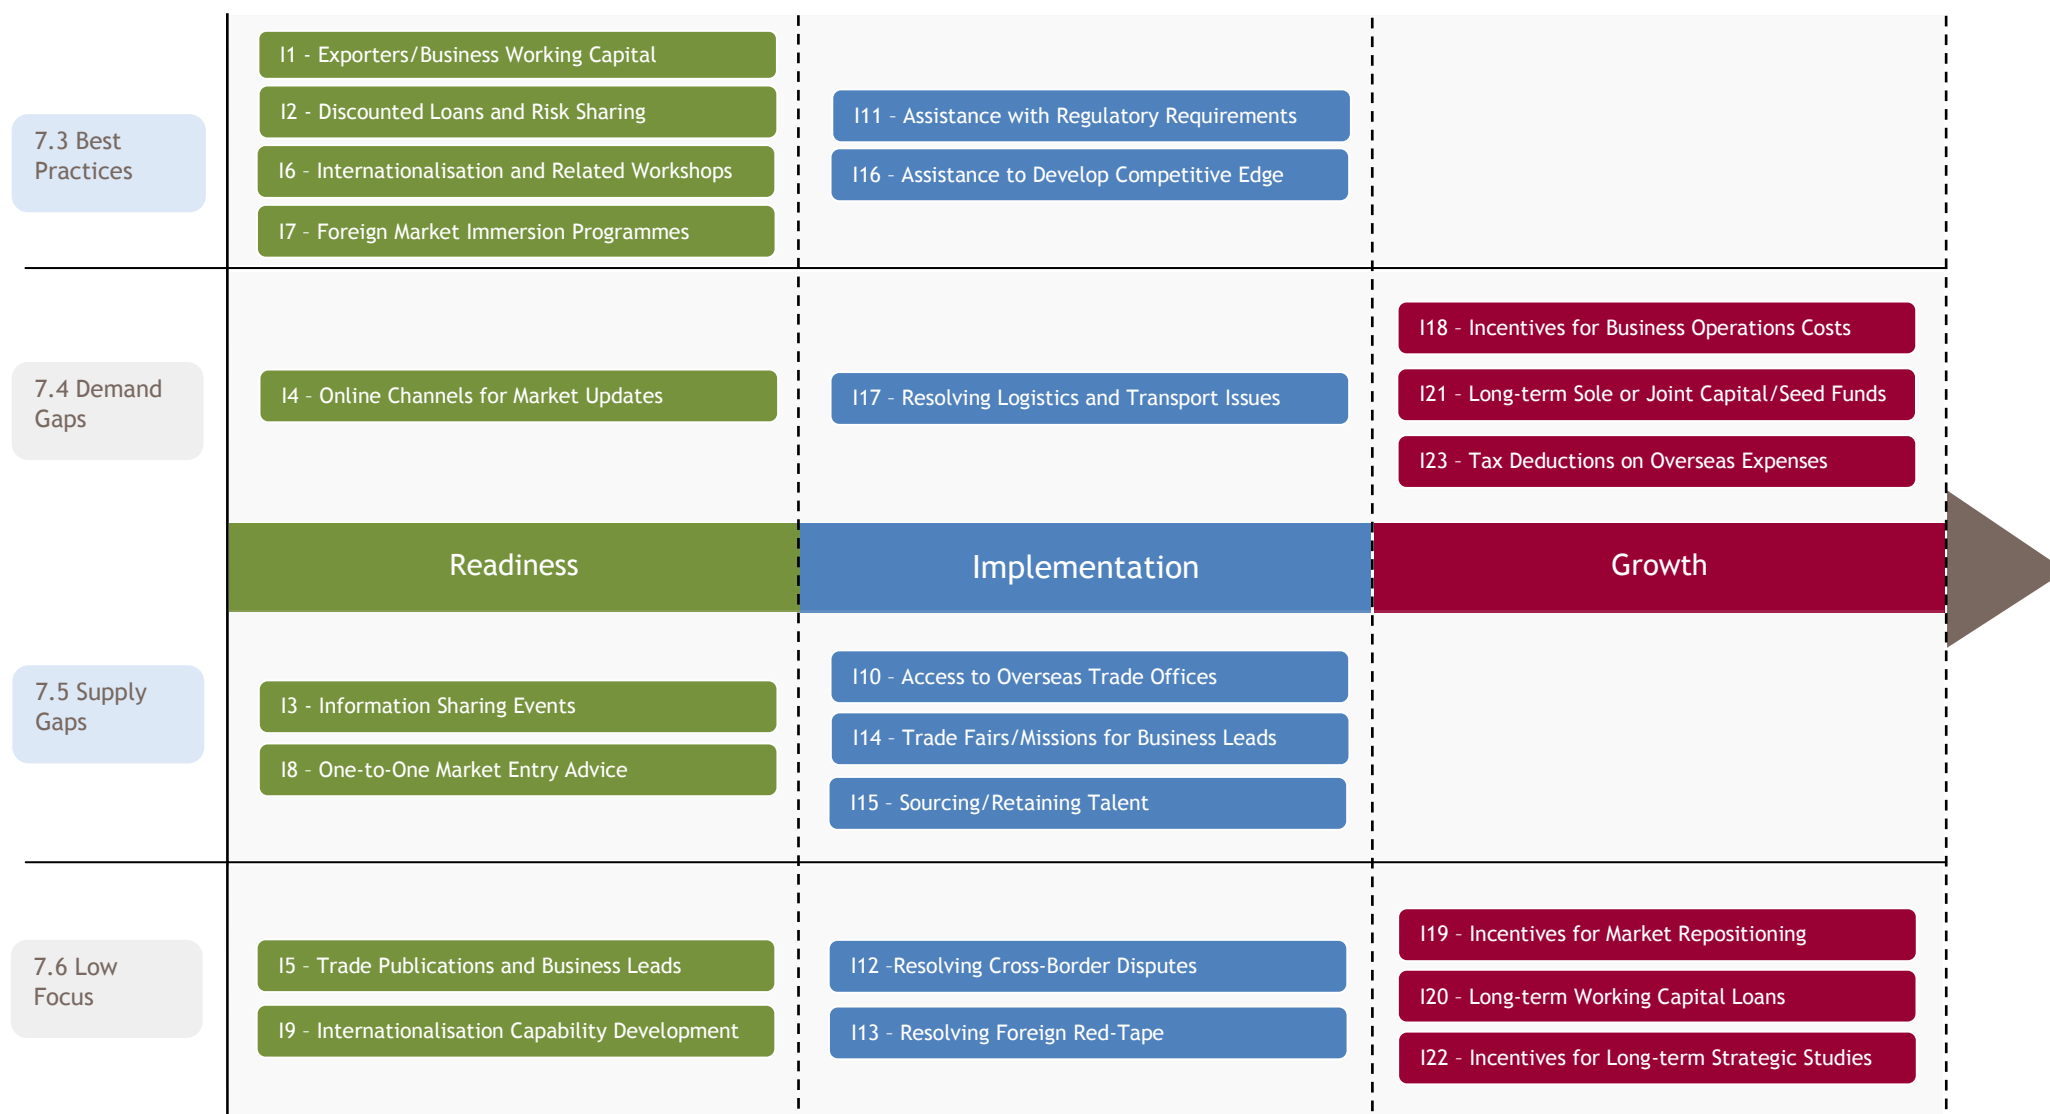 7.3 Best
Practices
I1 - Exporters/Business Working Capital
I2 - Discounted Loans and Risk Sharing
I6 – Internationalisation and Related Workshops
I7 – Foreign Market Immersion Programmes
I11 – Assistance with Regulatory Requirements
I16 – Assistance to Develop Competitive Edge
7.4 Demand
Gaps
I4 – Online Channels for Market Updates
I17 – Resolving Logistics and Transport Issues
I18 – Incentives for Business Operations Costs
I21 – Long-term Sole or Joint Capital/Seed Funds
I23 – Tax Deductions on Overseas Expenses
Readiness
Implementation
Growth
7.5 Supply
Gaps
I3 - Information Sharing Events
I8 – One-to-One Market Entry Advice
I10 – Access to Overseas Trade Offices
I14 – Trade Fairs/Missions for Business Leads
I15 – Sourcing/Retaining Talent
7.6 Low
Focus
I5 – Trade Publications and Business Leads
I9 – Internationalisation Capability Development
I12 –Resolving Cross-Border Disputes
I13 – Resolving Foreign Red-Tape
I19 – Incentives for Market Repositioning
I20 – Long-term Working Capital Loans
I22 – Incentives for Long-term Strategic Studies